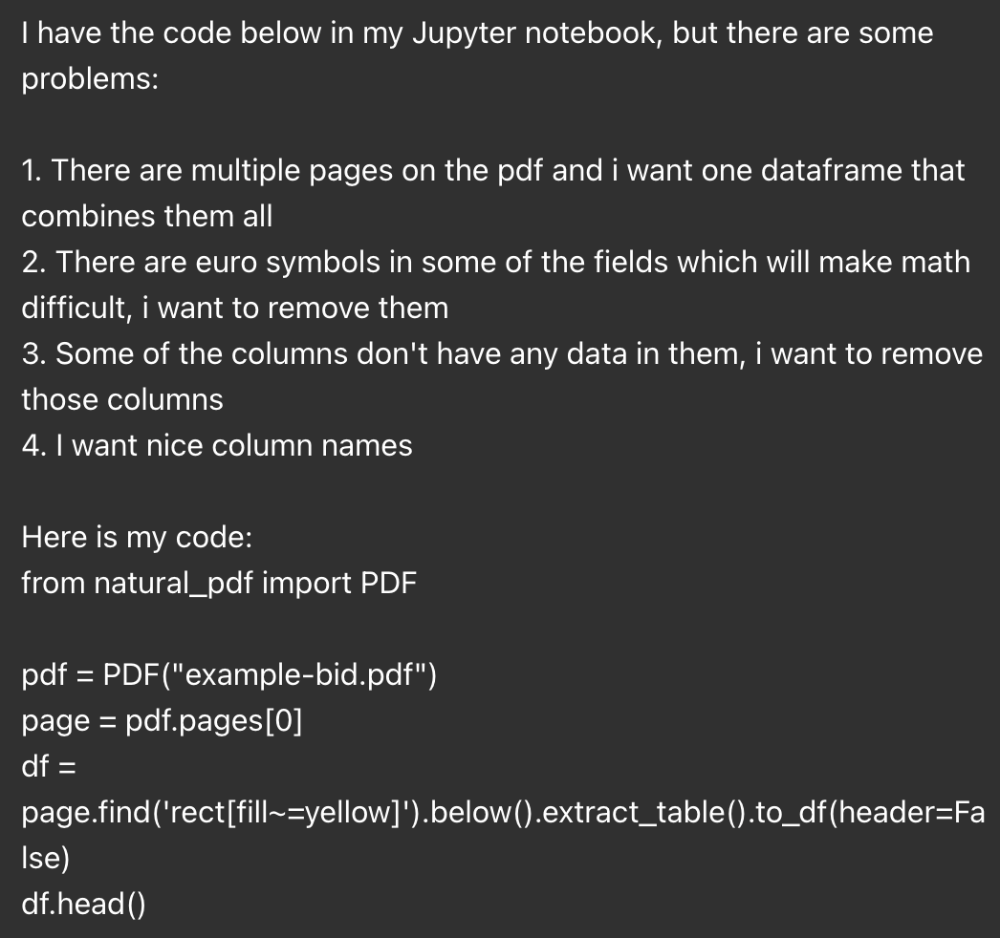 I have the code below in my Jupyter notebook, but there are some
problems:
1. There are multiple pages on the pdf and i want one dataframe that
combines them all
2. There are euro symbols in some of the fields which will make math
difficult, i want to remove them
3. Some of the columns don't have any data in them, i want to remove
those columns
4. I want nice column names
Here is my code:
from natural_pdf import PDF
pdf = PDF("example-bid.pdf")
page = pdf.pages[0]
df =
page.find('rect[fill~=yellow]').below().extract_table().to_df(header=Fa
lse)
df.head()